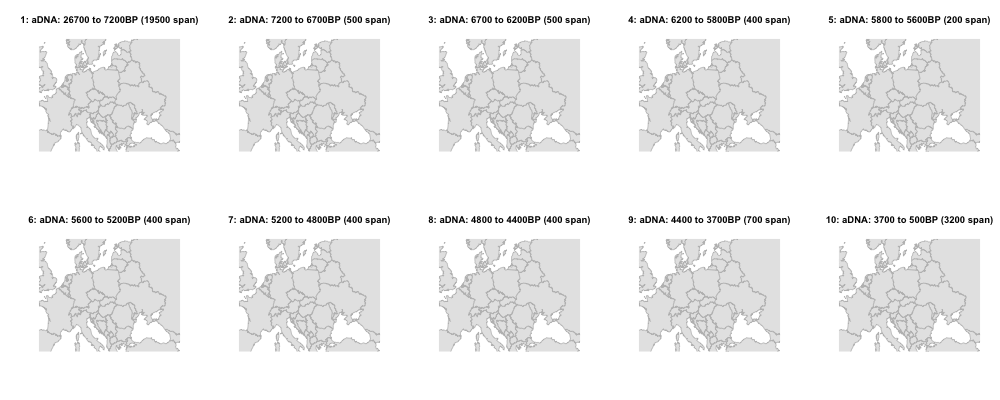 1: aDNA: 26700 to 7200BP (19500 span)
2: aDNA: 7200 to 6700BP (500 span)
3: aDNA: 6700 to 6200BP (500 span)
4: aDNA: 6200 to 5800BP (400 span)
5: aDNA: 5800 to 5600BP (200 span)
6: aDNA: 5600 to 5200BP (400 span)
7: aDNA: 5200 to 4800BP (400 span)
8: aDNA: 4800 to 4400BP (400 span)
9: aDNA: 4400 to 3700BP (700 span)
10: aDNA: 3700 to 500BP (3200 span)